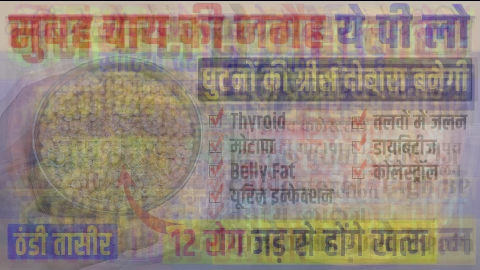 सुबह चाय की जगह ये पी लो
घुटनों की ग्रीस दोबारा बनेगी
Thyroid
तलवों में जलन
मोटापा
डायबिटीज
Belly Fat
कोलेस्ट्रॉल
यूरिन इन्फेक्शन
ठंडी तासीर
12 रोग जड़ से होंगे खत्म